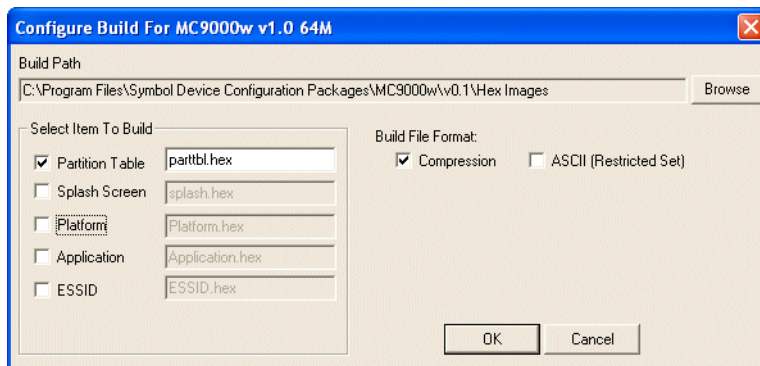 Configure Build For MC9000w v1.0 64M
Build Path
C:\Program Files\Symbol Device Configuration Packages\MC9000w\v0.1\Hex Images
Browse
Select Item To Build
Build File Format:
Partition Table parttbl.hex
Compression ASCII (Restricted Set)
Splash Screen splash.hex
Platform Platform.hex
Application Application.hex
ESSID ESSID.hex
OK Cancel